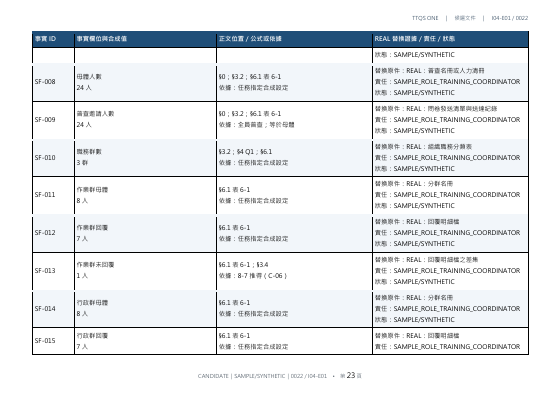 TTQS ONE | 網繪文件 | I04-E01 / 0022
事實 ID 事實欄位與合成值 正文位置 / 公式或依據 REAL 替換證據 / 責任 / 狀態
狀態：SAMPLE/SYNTHETIC
SF-008
母體人數
24 人
§0；§3.2；§6.1 表 6-1
依據：任務指定合成設定
替換原件：REAL：普查名冊或人力清冊
責任：SAMPLE_ROLE_TRAINING_COORDINATOR
狀態：SAMPLE/SYNTHETIC
SF-009
普查邀請人數
24 人
§0；§3.2；§6.1 表 6-1
依據：全員普查；等於母體
替換原件：REAL：問卷發送清單與送達紀錄
責任：SAMPLE_ROLE_TRAINING_COORDINATOR
狀態：SAMPLE/SYNTHETIC
SF-010
職務群數
3 群
§3.2；§4 Q1；§6.1
依據：任務指定合成設定
替換原件：REAL：組織職務分類表
責任：SAMPLE_ROLE_TRAINING_COORDINATOR
狀態：SAMPLE/SYNTHETIC
SF-011
作業群母體
8 人
§6.1 表 6-1
依據：任務指定合成設定
替換原件：REAL：分群名冊
責任：SAMPLE_ROLE_TRAINING_COORDINATOR
狀態：SAMPLE/SYNTHETIC
SF-012
作業群回覆
7 人
§6.1 表 6-1
依據：任務指定合成設定
替換原件：REAL：回覆明細檔
責任：SAMPLE_ROLE_TRAINING_COORDINATOR
狀態：SAMPLE/SYNTHETIC
SF-013
作業群未回覆
1 人
§6.1 表 6-1；§3.4
依據：8-7 推得（C-06）
替換原件：REAL：回覆明細檔之差集
責任：SAMPLE_ROLE_TRAINING_COORDINATOR
狀態：SAMPLE/SYNTHETIC
SF-014
行政群母體
8 人
§6.1 表 6-1
依據：任務指定合成設定
替換原件：REAL：分群名冊
責任：SAMPLE_ROLE_TRAINING_COORDINATOR
狀態：SAMPLE/SYNTHETIC
SF-015
行政群回覆
7 人
§6.1 表 6-1
依據：任務指定合成設定
替換原件：REAL：回覆明細檔
責任：SAMPLE_ROLE_TRAINING_COORDINATOR
狀態：SAMPLE/SYNTHETIC
CANDIDATE | SAMPLE/SYNTHETIC | 0022 / I04-E01 • 第 23 頁